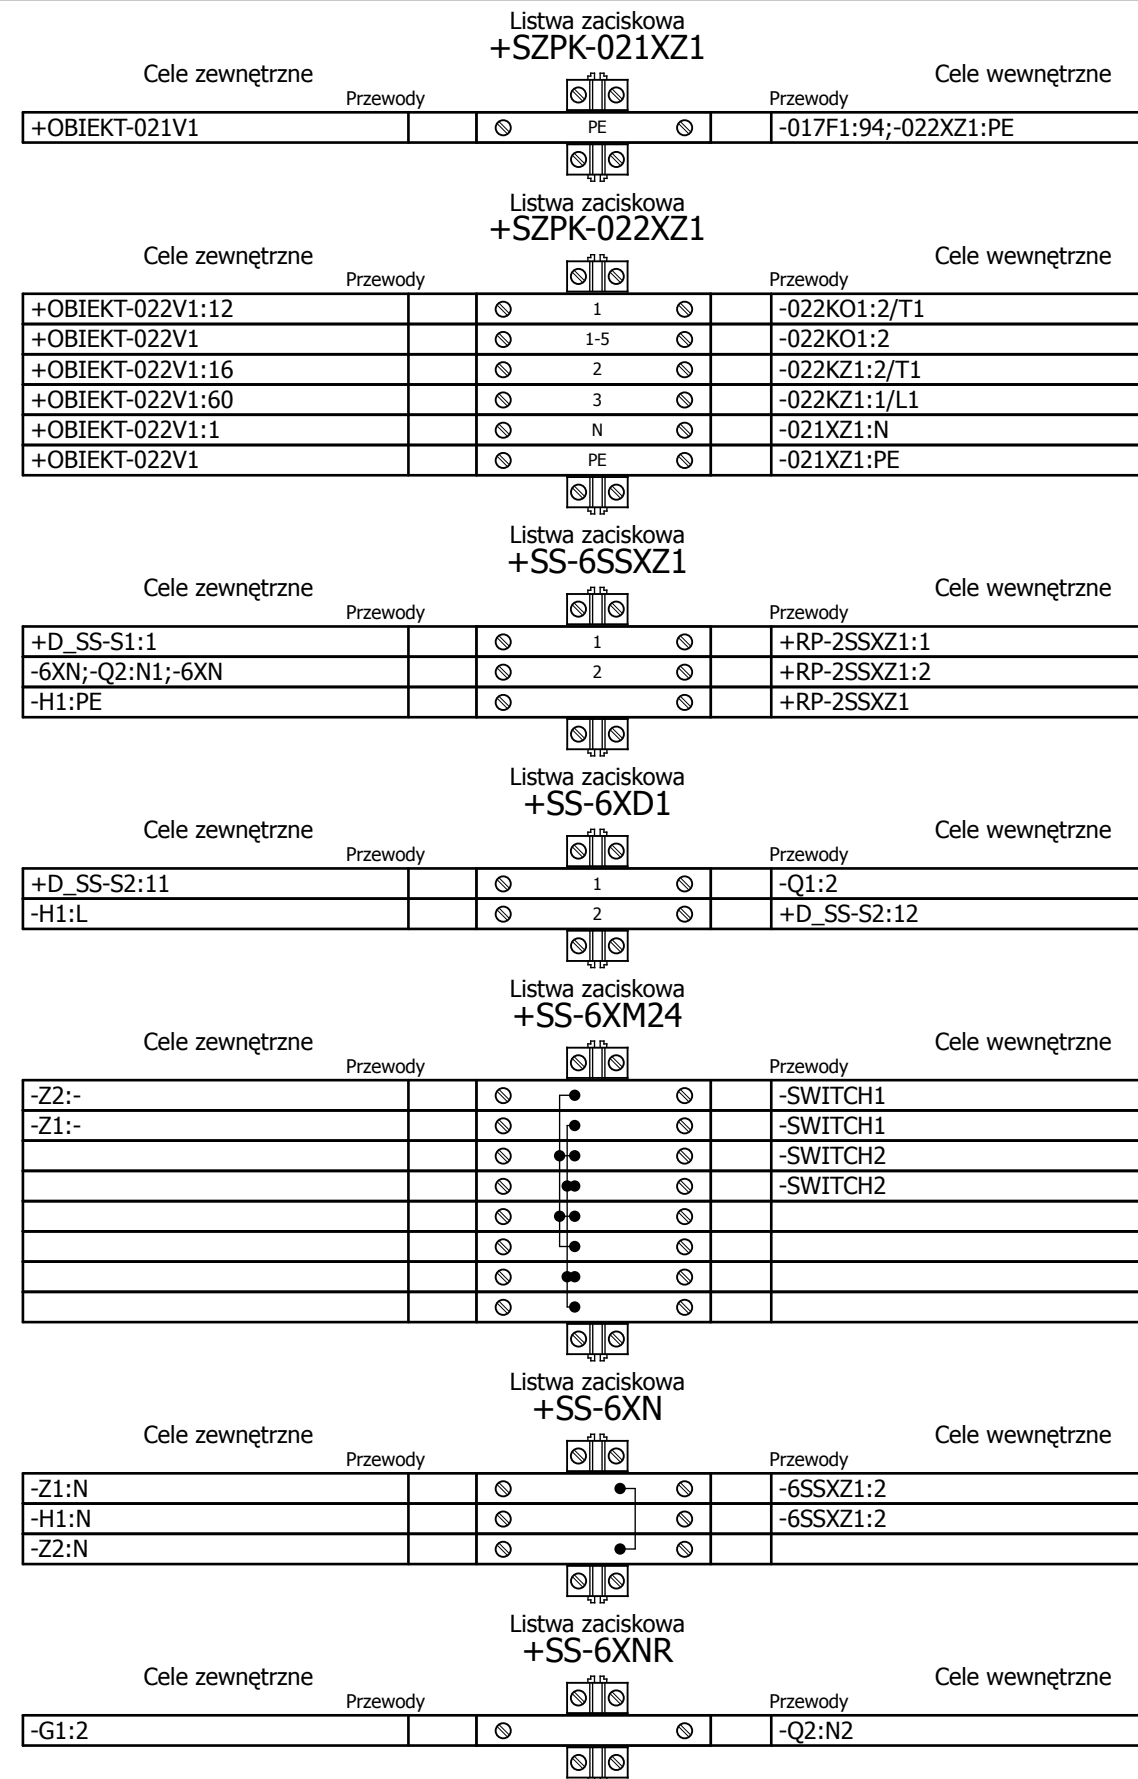 Listwa zaciskowa
+SZPK-021XZ1
Cele zewnętrzne Cele wewnętrzne
Przewody Przewody
+OBIEKT-021V1 PE -017F1:94;-022XZ1:PE
Listwa zaciskowa
+SZPK-022XZ1
Cele zewnętrzne Cele wewnętrzne
Przewody Przewody
+OBIEKT-022V1:12 1 -022KO1:2/T1
+OBIEKT-022V1 1-5 -022KO1:2
+OBIEKT-022V1:16 2 -022KZ1:2/T1
+OBIEKT-022V1:60 3 -022KZ1:1/L1
+OBIEKT-022V1:1 N -021XZ1:N
+OBIEKT-022V1 PE -021XZ1:PE
Listwa zaciskowa
+SS-6SSXZ1
Cele zewnętrzne Cele wewnętrzne
Przewody Przewody
+D_SS-S1:1 1 +RP-2SSXZ1:1
-6XN;-Q2:N1;-6XN 2 +RP-2SSXZ1:2
-H1:PE +RP-2SSXZ1
Listwa zaciskowa
+SS-6XD1
Cele zewnętrzne Cele wewnętrzne
Przewody Przewody
+D_SS-S2:11 1 -Q1:2
-H1:L 2 +D_SS-S2:12
Listwa zaciskowa
+SS-6XM24
Cele zewnętrzne Cele wewnętrzne
Przewody Przewody
-Z2:- -SWITCH1
-Z1:- -SWITCH1
-SWITCH2
-SWITCH2
Listwa zaciskowa
+SS-6XN
Cele zewnętrzne Cele wewnętrzne
Przewody Przewody
-Z1:N -6SSXZ1:2
-H1:N -6SSXZ1:2
-Z2:N
Listwa zaciskowa
+SS-6XNR
Cele zewnętrzne Cele wewnętrzne
Przewody Przewody
-G1:2 -Q2:N2